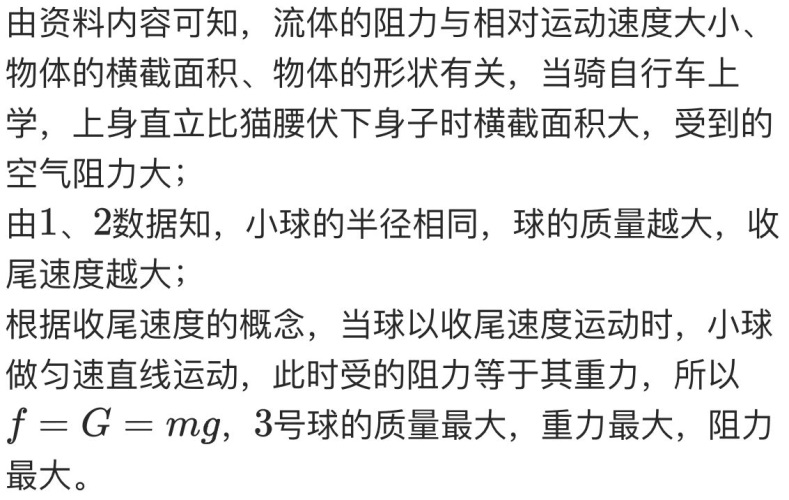 由资料内容可知，流体的阻力与相对运动速度大小、
物体的横截面积、物体的形状有关，当骑自行车上
学，上身直立比猫腰伏下身子时横截面积大，受到的
空气阻力大；
由1、2数据知，小球的半径相同，球的质量越大，收
尾速度越大；
根据收尾速度的概念，当球以收尾速度运动时，小球
做匀速直线运动，此时受的阻力等于其重力，所以
f = G = mg，3号球的质量最大，重力最大，阻力
最大。